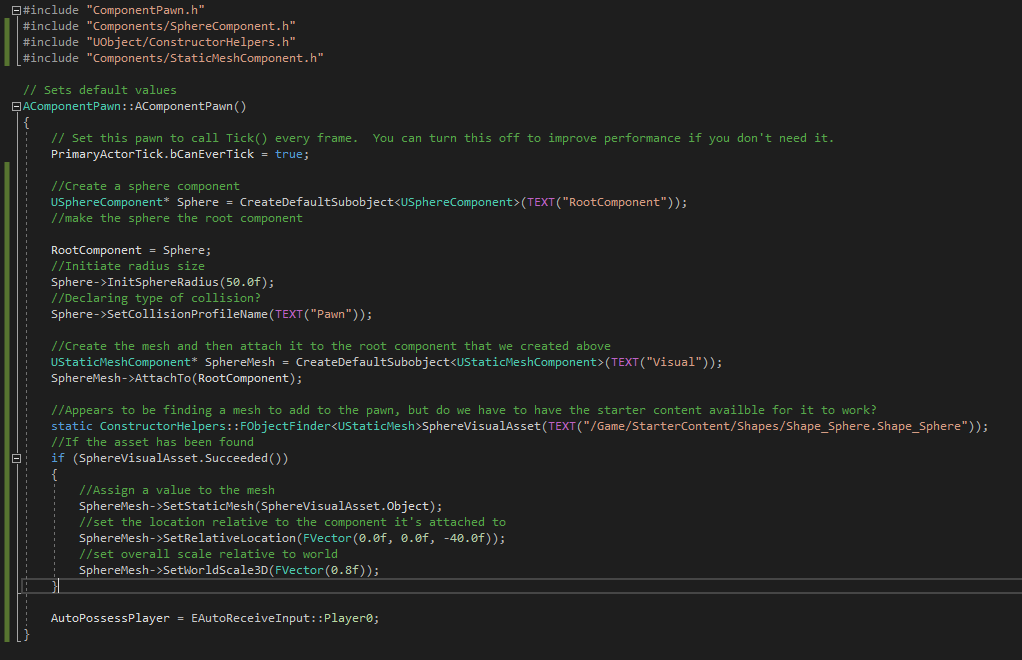 #include "ComponentPawn.h"
#include "Components/SphereComponent.h"
#include "UObject/ConstructorHelpers.h"
#include "Components/StaticMeshComponent.h"
// Sets default values
AComponentPawn::AComponentPawn()
{
// Set this pawn to call Tick() every frame.  You can turn this off to improve performance if you don't need it.
PrimaryActorTick.bCanEverTick = true;
//Create a sphere component
USphereComponent* Sphere = CreateDefaultSubobject<USphereComponent>(TEXT("RootComponent"));
//make the sphere the root component
RootComponent = Sphere;
//Initiate radius size
Sphere->InitSphereRadius(50.0f);
//Declaring type of collision?
Sphere->SetCollisionProfileName(TEXT("Pawn"));
//Create the mesh and then attach it to the root component that we created above
UStaticMeshComponent* SphereMesh = CreateDefaultSubobject<UStaticMeshComponent>(TEXT("Visual"));
SphereMesh->AttachTo(RootComponent);
//Appears to be finding a mesh to add to the pawn, but do we have to have the starter content availble for it to work?
static ConstructorHelpers::FObjectFinder<UStaticMesh>SphereVisualAsset(TEXT("/Game/StarterContent/Shapes/Shape_Sphere.Shape_Sphere"));
//If the asset has been found
if (SphereVisualAsset.Succeeded())
{
//Assign a value to the mesh
SphereMesh->SetStaticMesh(SphereVisualAsset.Object);
//set the location relative to the component it's attached to
SphereMesh->SetRelativeLocation(FVector(0.0f, 0.0f, -40.0f));
//set overall scale relative to world
SphereMesh->SetWorldScale3D(FVector(0.8f));
}
AutoPossessPlayer = EAutoReceiveInput::Player0;
}